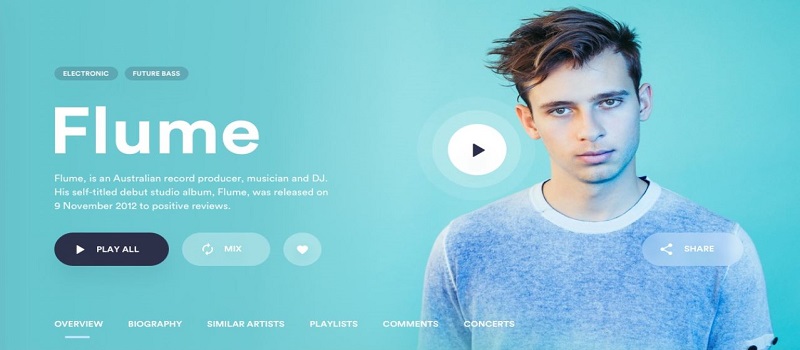 ELECTRONIC FUTURE BASS
Flume
Flume, is an Australian record producer, musician and DJ.
His self-titled debut studio album, Flume, was released on
9 November 2012 to positive reviews.
PLAY ALL MIX SHARE
OVERVIEW BIOGRAPHY SIMILAR ARTISTS PLAYLISTS COMMENTS CONCERTS